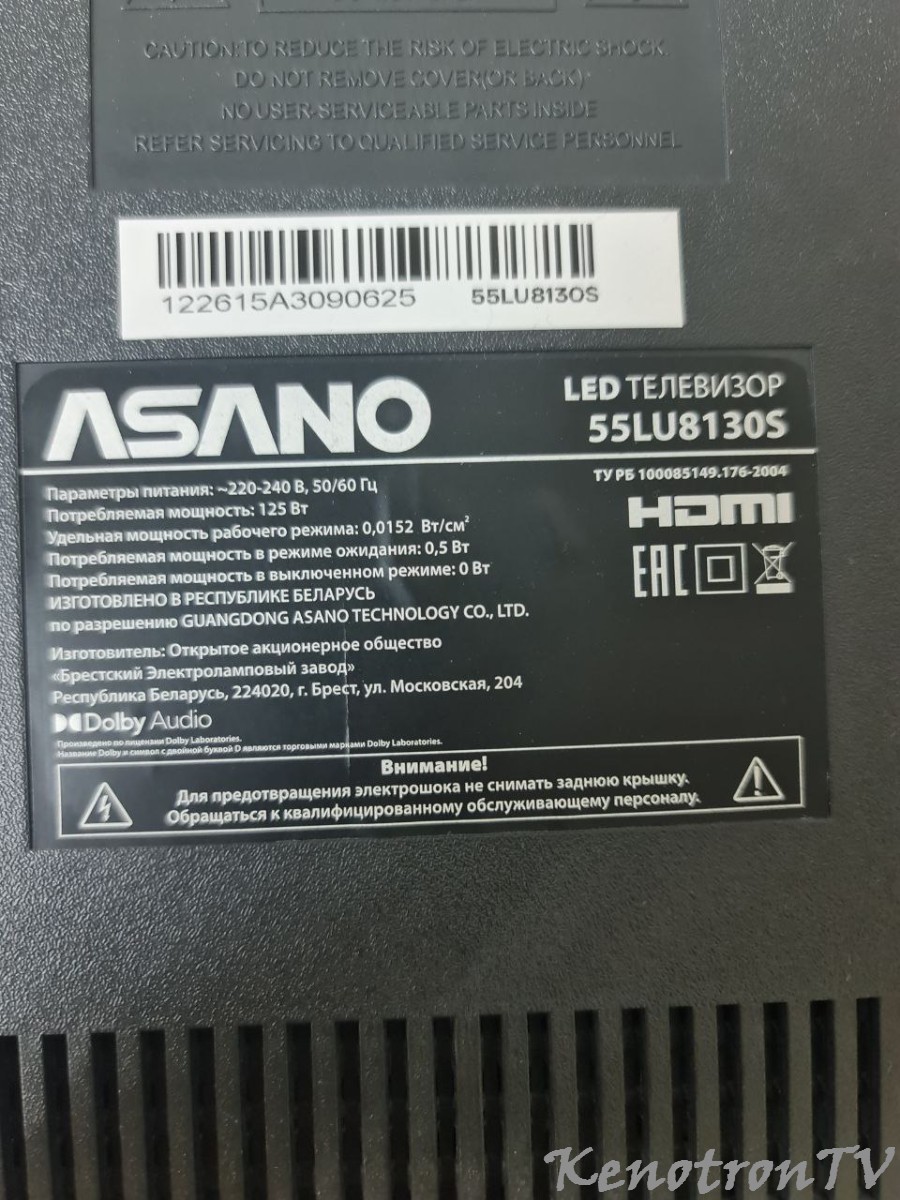 CAUTION:TO REDUCE THE RISK OF ELECTRIC SHOCK.
DO NOT REMOVE COVER(OR BACK)
NO USER-SERVICEABLE PARTS INSIDE
REFER SERVICING TO QUALIFIED SERVICE PERSONNEL
122615A3090625 55LU8130S
ASANO
LED ТЕЛЕВИЗОР
55LU8130S
Параметры питания: ~220-240 В, 50/60 Гц
Потребляемая мощность: 125 Вт
Удельная мощность рабочего режима: 0,0152 Вт/см²
Потребляемая мощность в режиме ожидания: 0,5 Вт
Потребляемая мощность в выключенном режиме: 0 Вт
ИЗГОТОВЛЕНО В РЕСПУБЛИКЕ БЕЛАРУСЬ
по разрешению GUANGDONG ASANO TECHNOLOGY CO., LTD.
ТУ РБ 100085149.176-2004
HDMI
EAC
Изготовитель: Открытое акционерное общество
«Брестский Электроламповый завод»
Республика Беларусь, 224020, г. Брест, ул. Московская, 204
Dolby Audio
Произведено по лицензии Dolby Laboratories.
Название Dolby и символ с двойной буквой D являются торговыми марками Dolby Laboratories.
Внимание!
Для предотвращения электрошока не снимать заднюю крышку.
Обращаться к квалифицированному обслуживающему персоналу.
KenotronTV